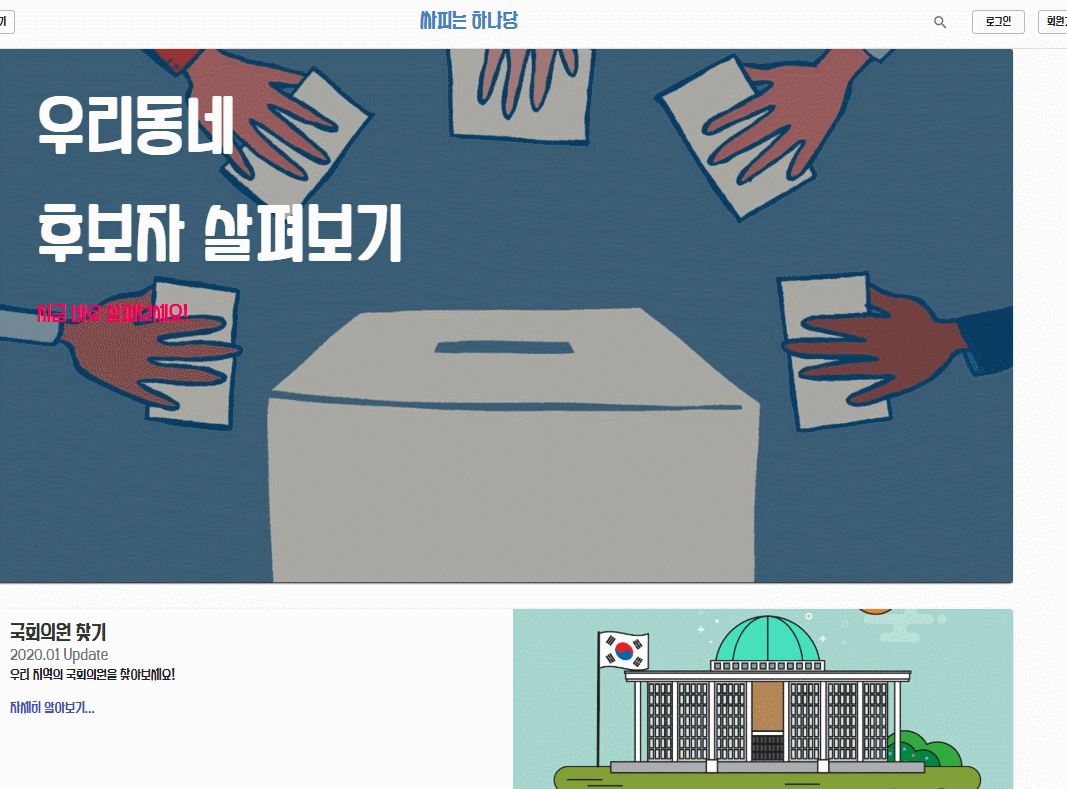 기
싸피는 하나당
로그인
회원가
우리동네
후보자 살펴보기
지금 바로 살펴보세요!
국회의원 찾기
2020.01 Update
우리 지역의 국회의원을 찾아보세요!
자세히 알아보기...